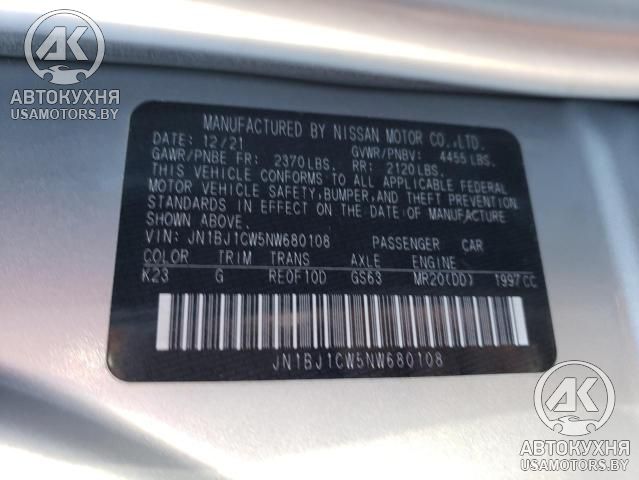 AK
АВТОКУХНЯ
USAMOTORS.BY
MANUFACTURED BY NISSAN MOTOR CO.,LTD.
DATE: 12/21 GVWR/PNBV: 4455 LBS.
GAWR/PNBE FR: 2370LBS. RR: 2120 LBS.
THIS VEHICLE CONFORMS TO ALL APPLICABLE FEDERAL
MOTOR VEHICLE SAFETY, BUMPER, AND THEFT PREVENTION
STANDARDS IN EFFECT ON THE DATE OF MANUFACTURE
SHOWN ABOVE.
VIN: JN1BJ1CW5NW680108 PASSENGER CAR
COLOR TRIM TRANS AXLE ENGINE
K23 G RE0F10D GS63 MR20(DD) 1997CC
JN1BJ1CW5NW680108
AK
АВТОКУХНЯ
USAMOTORS.BY